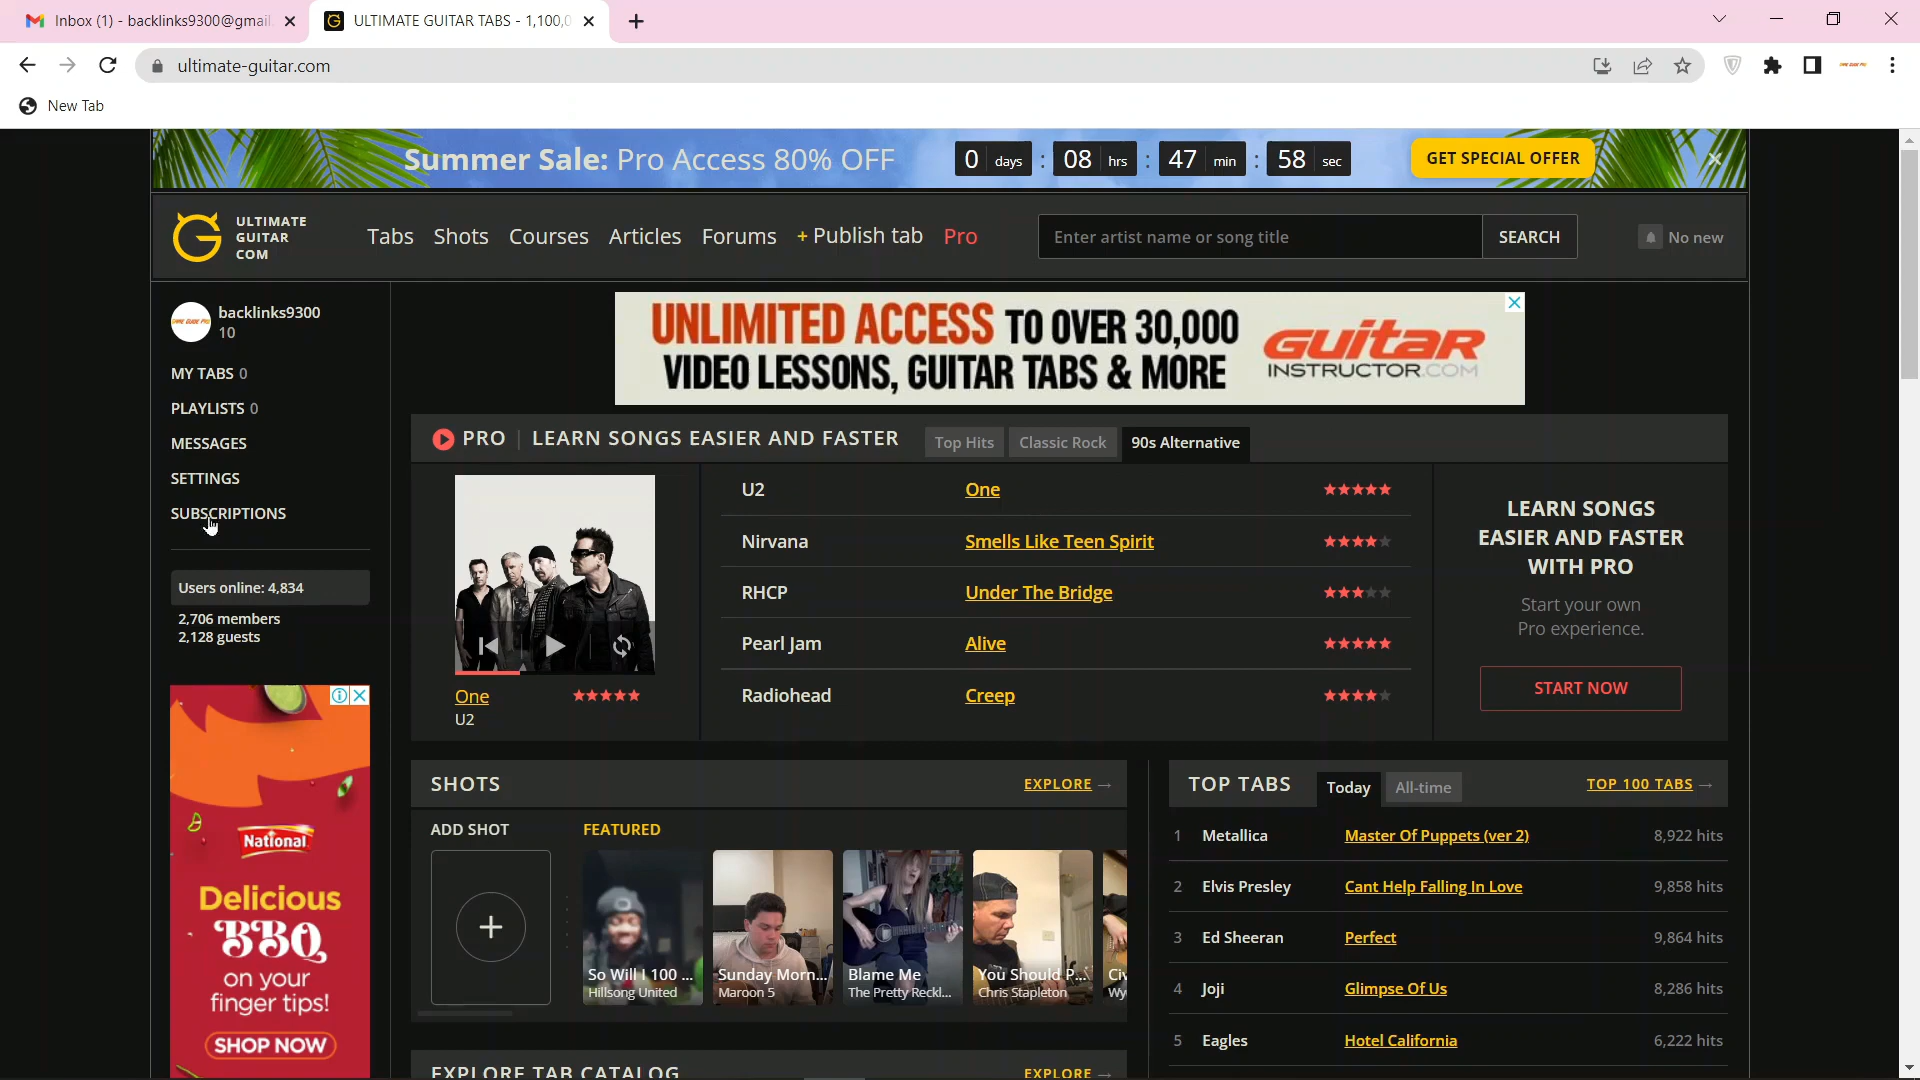 Inbox (1) - backlinks9300@gmail.
ULTIMATE GUITAR TABS - 1,100,0
ultimate-guitar.com
New Tab
Summer Sale: Pro Access 80% OFF
0 days : 08 hrs : 47 min : 58 sec
GET SPECIAL OFFER
ULTIMATE
GUITAR
COM
Tabs Shots Courses Articles Forums + Publish tab Pro
Enter artist name or song title
SEARCH
No new
backlinks9300
10
MY TABS 0
PLAYLISTS 0
MESSAGES
SETTINGS
SUBSCRIPTIONS
Users online: 4,834
2,706 members
2,128 guests
National
Delicious
BBQ
on your
finger tips!
SHOP NOW
UNLIMITED ACCESS TO OVER 30,000
VIDEO LESSONS, GUITAR TABS & MORE
GUITAR
INSTRUCTOR.COM
PRO | LEARN SONGS EASIER AND FASTER
Top Hits Classic Rock 90s Alternative
One
U2
U2 One
Nirvana Smells Like Teen Spirit
RHCP Under The Bridge
Pearl Jam Alive
Radiohead Creep
LEARN SONGS
EASIER AND FASTER
WITH PRO
Start your own
Pro experience.
START NOW
SHOTS
EXPLORE →
ADD SHOT
FEATURED
So Will I 100 ...
Hillsong United
Sunday Morn...
Maroon 5
Blame Me
The Pretty Reckl...
You Should P...
Chris Stapleton
Civ
Wy
EXPLORE TAB CATALOG
EXPLORE →
TOP TABS Today All-time
TOP 100 TABS →
1 Metallica Master Of Puppets (ver 2) 8,922 hits
2 Elvis Presley Cant Help Falling In Love 9,858 hits
3 Ed Sheeran Perfect 9,864 hits
4 Joji Glimpse Of Us 8,286 hits
5 Eagles Hotel California 6,222 hits